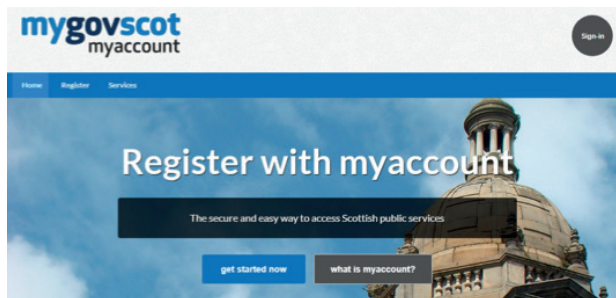 mygovscot
myaccount
Sign-in
Home Register Services
Register with myaccount
The secure and easy way to access Scottish public services
get started now what is myaccount?